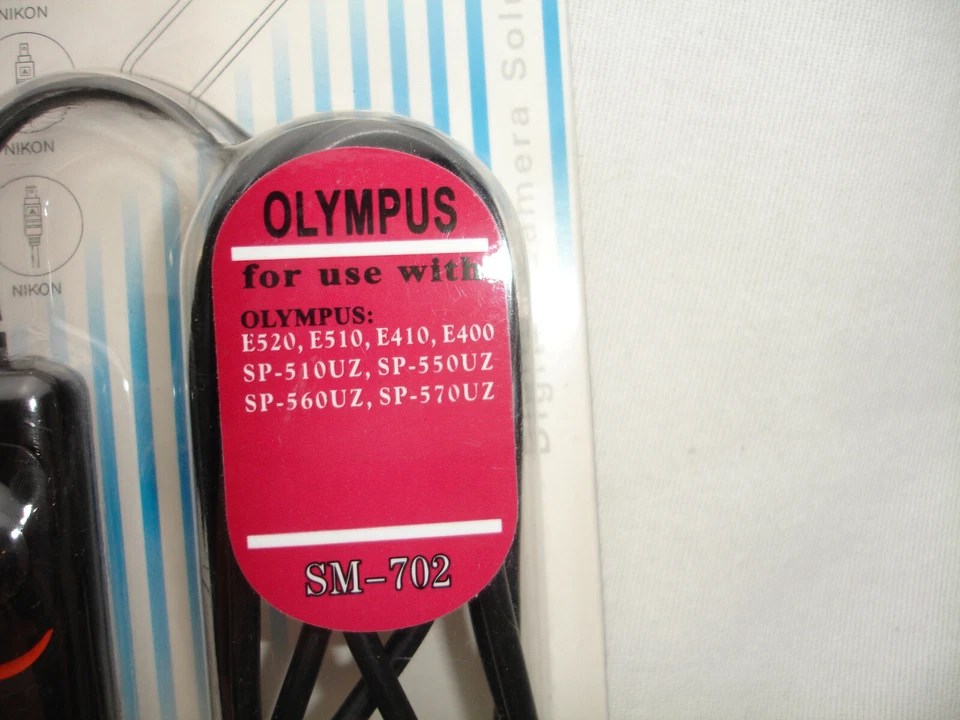 NIKON
NIKON
NIKON
OLYMPUS
for use with
OLYMPUS:
E520, E510, E410, E400
SP-510UZ, SP-550UZ
SP-560UZ, SP-570UZ
SM-702